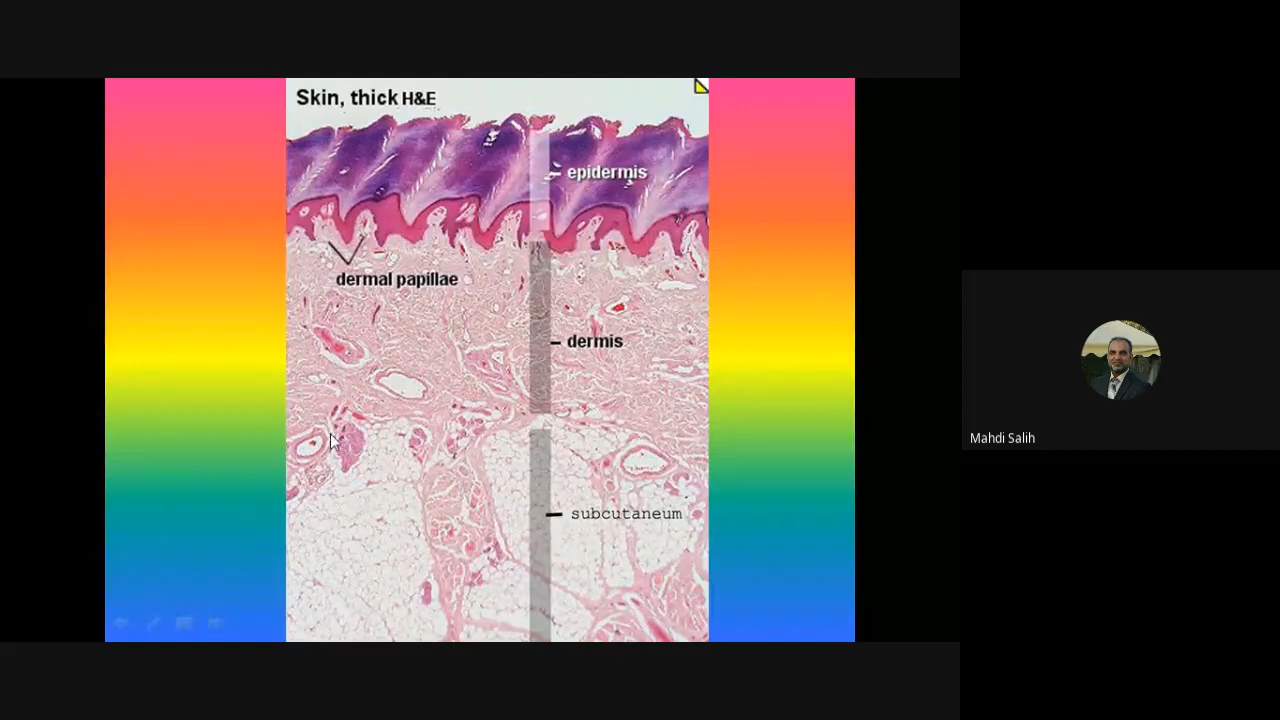 Skin, thick H&E
epidermis
dermal papillae
dermis
Mahdi Salih
subcutaneum